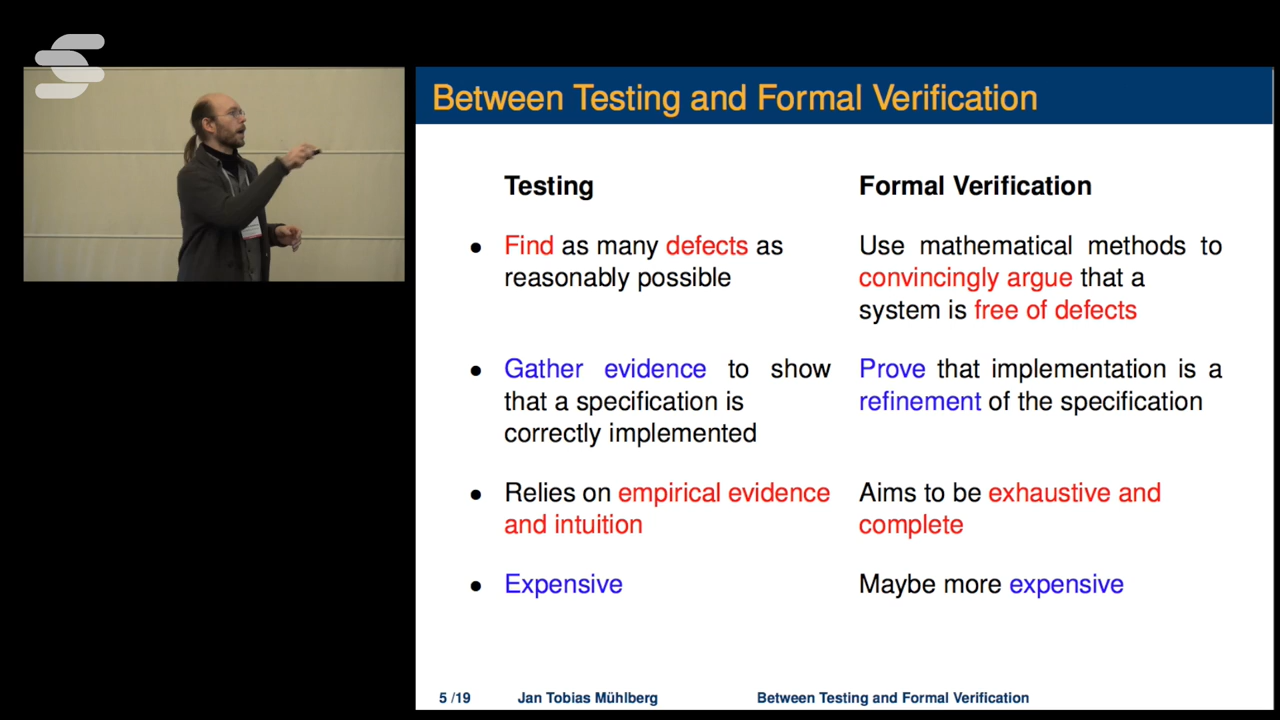 Between Testing and Formal Verification
Testing
Formal Verification
• Find as many defects as
reasonably possible
Use mathematical methods to
convincingly argue that a
system is free of defects
• Gather evidence to show
that a specification is
correctly implemented
Prove that implementation is a
refinement of the specification
• Relies on empirical evidence
and intuition
Aims to be exhaustive and
complete
• Expensive
Maybe more expensive
5 /19
Jan Tobias Mühlberg
Between Testing and Formal Verification